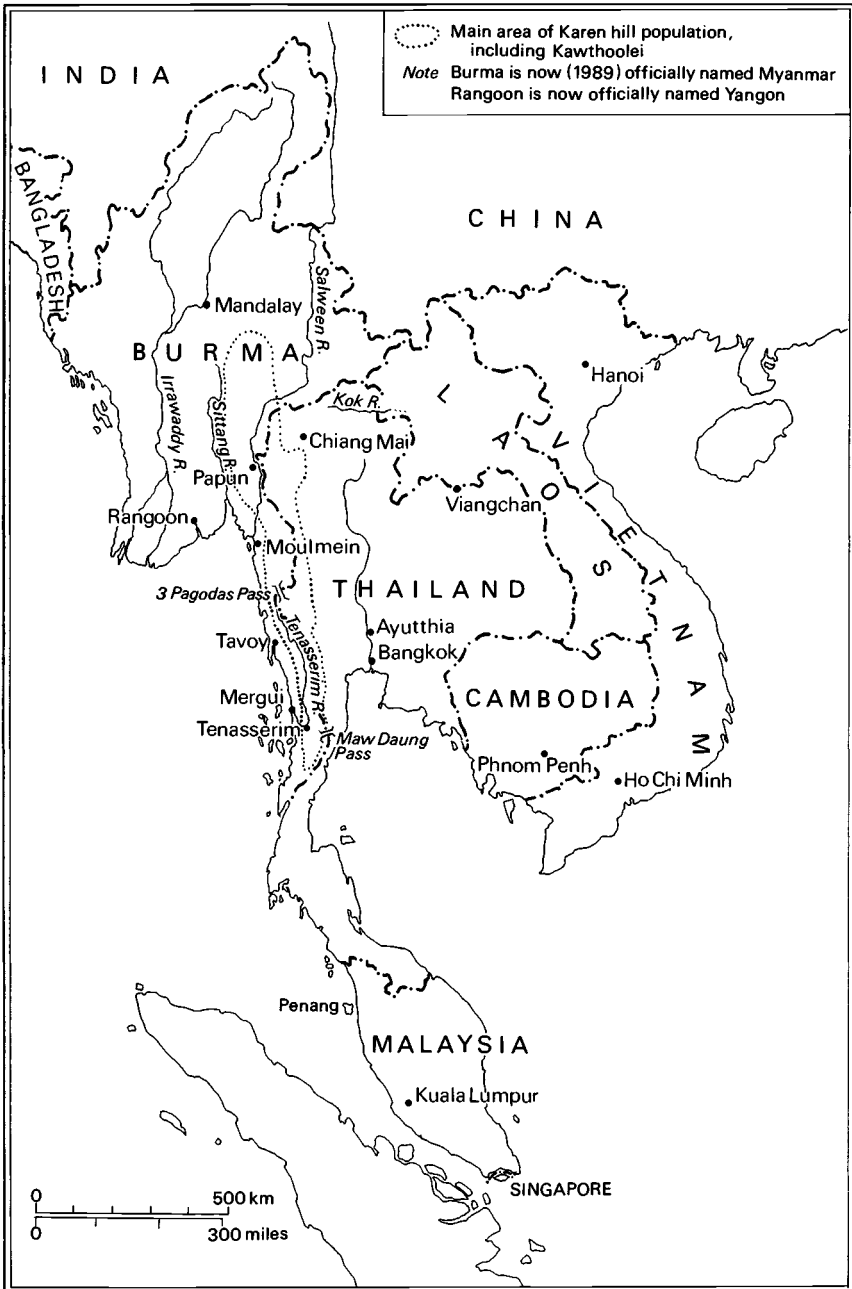 Main area of Karen hill population,
including Kawthoolei
Note Burma is now (1989) officially named Myanmar
Rangoon is now officially named Yangon
INDIA
BANGLADESH
CHINA
Mandalay
Salween R.
BURMA
Irrawaddy R.
Sittang R.
Kok R.
Hanoi
Chiang Mai
LAOS
VIETNAM
Papun
Viangchan
Rangoon
Moulmein
3 Pagodas Pass
THAILAND
Tenasserim R.
Tavoy
Ayutthia
Bangkok
Mergui
CAMBODIA
Tenasserim
Maw Daung
Pass
Phnom Penh
Ho Chi Minh
Penang
MALAYSIA
Kuala Lumpur
SINGAPORE
0 500 km
0 300 miles